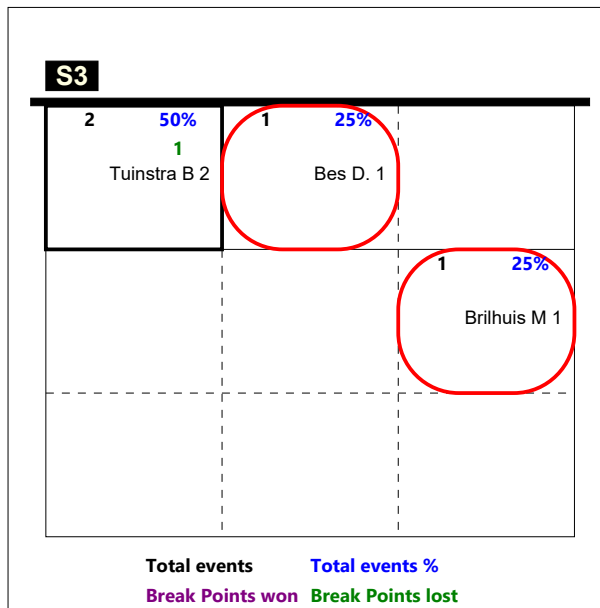 S3
2 50% 1 25%
1
Tuinstra B 2 Bes D. 1
1 25%
Brilhuis M 1
Total events Total events %
Break Points won Break Points lost